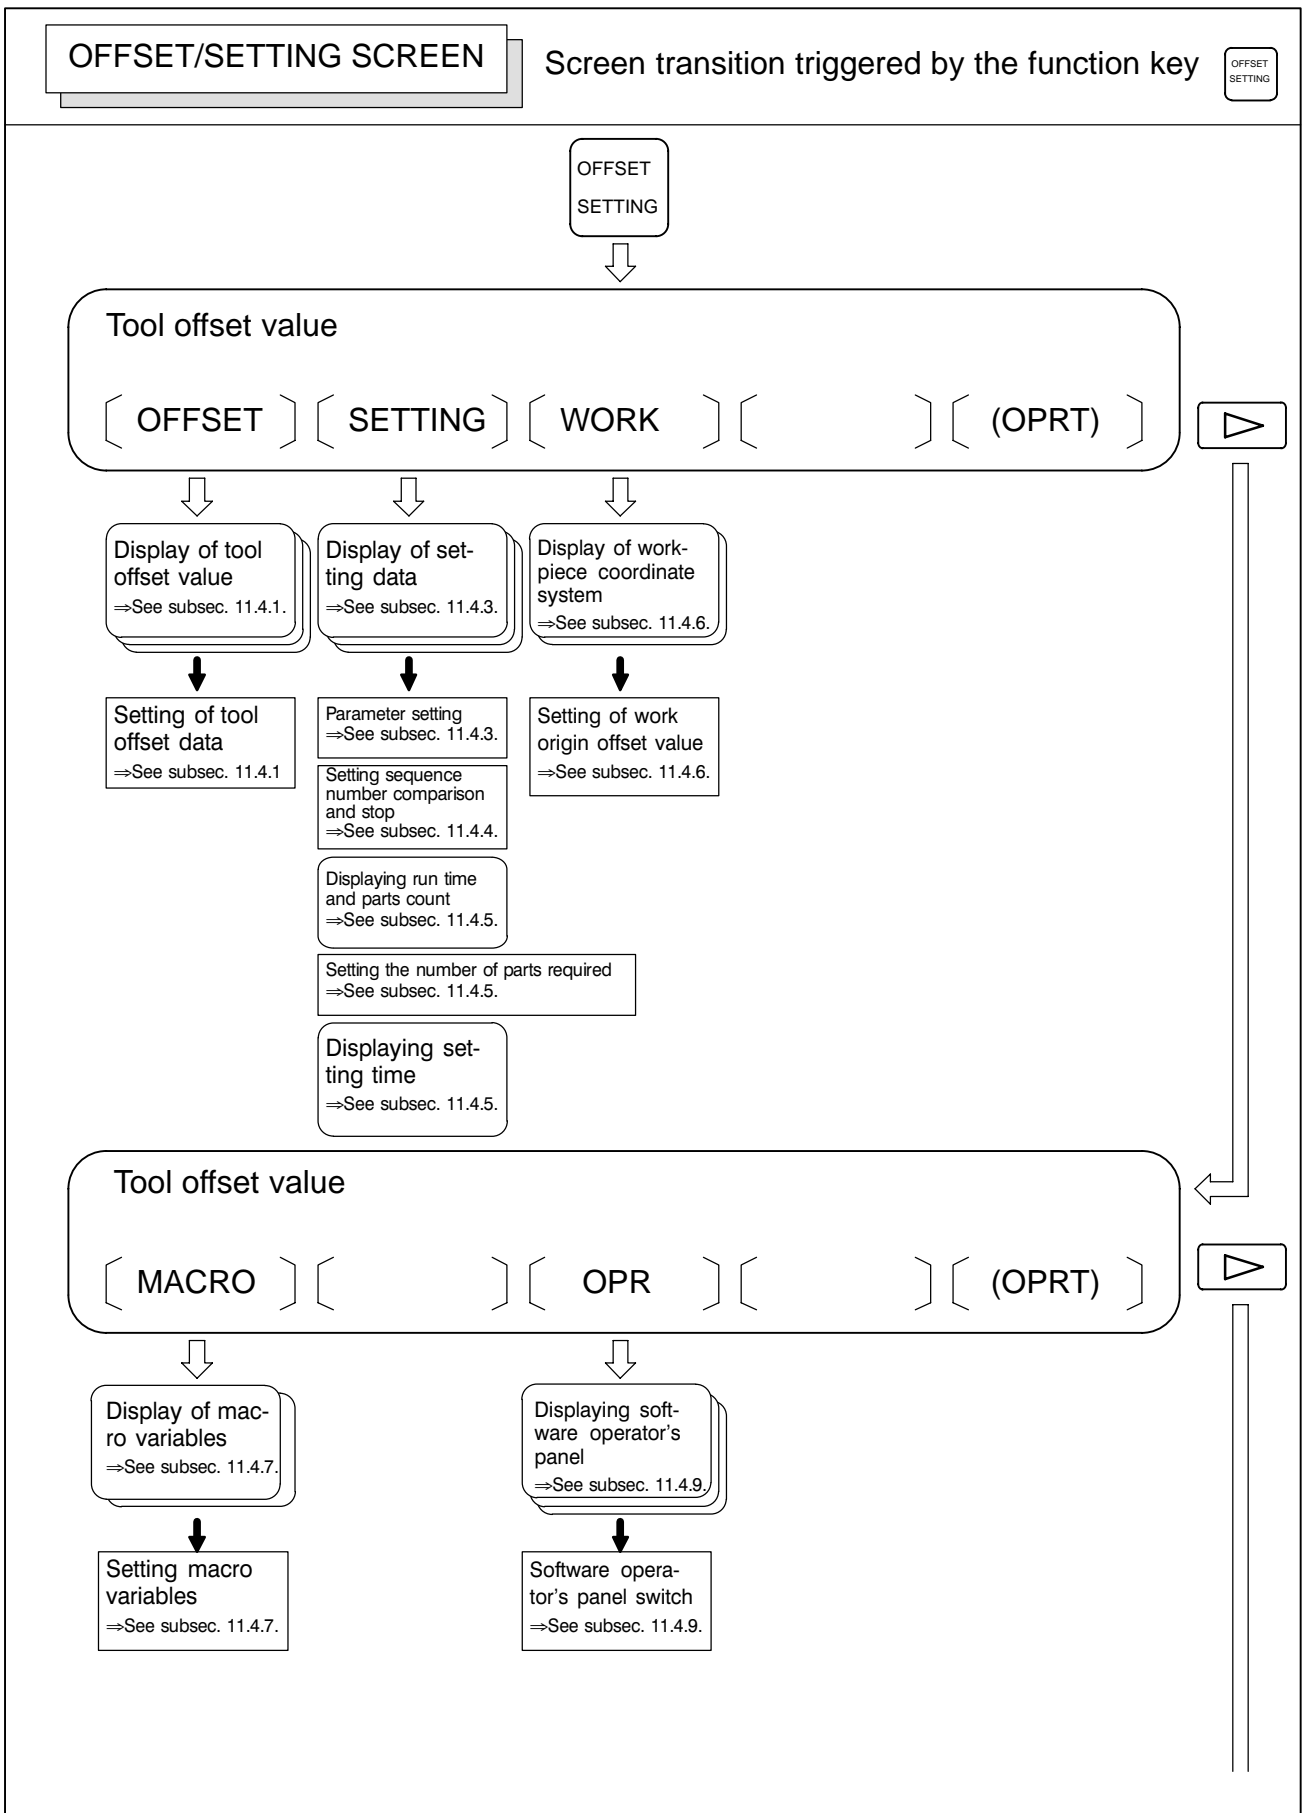 OFFSET/SETTING SCREEN
Screen transition triggered by the function key
OFFSET
SETTING
OFFSET
SETTING
Tool offset value
OFFSET
SETTING
WORK
(OPRT)
Display of tool
offset value
⇒See subsec. 11.4.1.
Display of set-
ting data
⇒See subsec. 11.4.3.
Display of work-
piece coordinate
system
⇒See subsec. 11.4.6.
Setting of tool
offset data
⇒See subsec. 11.4.1
Parameter setting
⇒See subsec. 11.4.3.
Setting of work
origin offset value
⇒See subsec. 11.4.6.
Setting sequence
number comparison
and stop
⇒See subsec. 11.4.4.
Displaying run time
and parts count
⇒See subsec. 11.4.5.
Setting the number of parts required
⇒See subsec. 11.4.5.
Displaying set-
ting time
⇒See subsec. 11.4.5.
Tool offset value
MACRO
OPR
(OPRT)
Display of mac-
ro variables
⇒See subsec. 11.4.7.
Displaying soft-
ware operator's
panel
⇒See subsec. 11.4.9.
Setting macro
variables
⇒See subsec. 11.4.7.
Software opera-
tor's panel switch
⇒See subsec. 11.4.9.